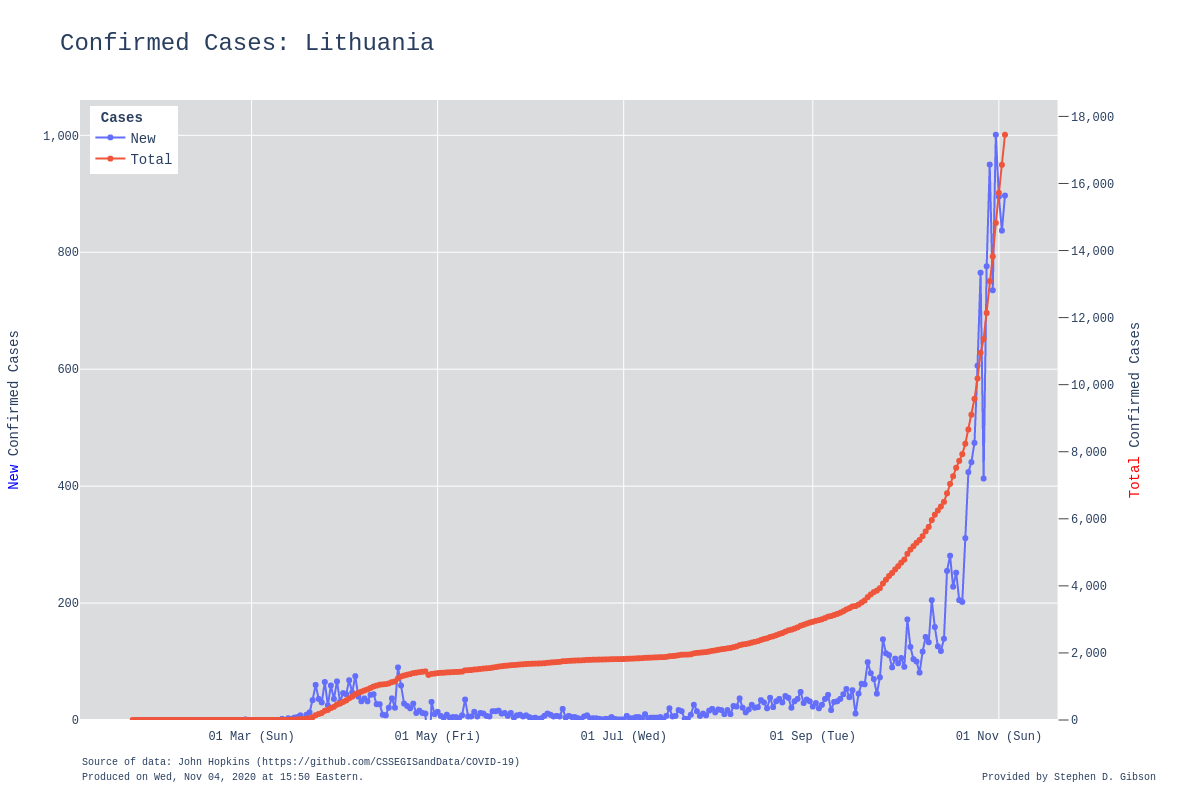 Confirmed Cases: Lithuania
Cases
New
Total
1,000
800
600
400
200
0
New Confirmed Cases
18,000
16,000
14,000
12,000
10,000
8,000
6,000
4,000
2,000
0
Total Confirmed Cases
01 Mar (Sun) 01 May (Fri) 01 Jul (Wed) 01 Sep (Tue) 01 Nov (Sun)
Source of data: John Hopkins (https://github.com/CSSEGISandData/COVID-19)
Produced on Wed, Nov 04, 2020 at 15:50 Eastern.
Provided by Stephen D. Gibson